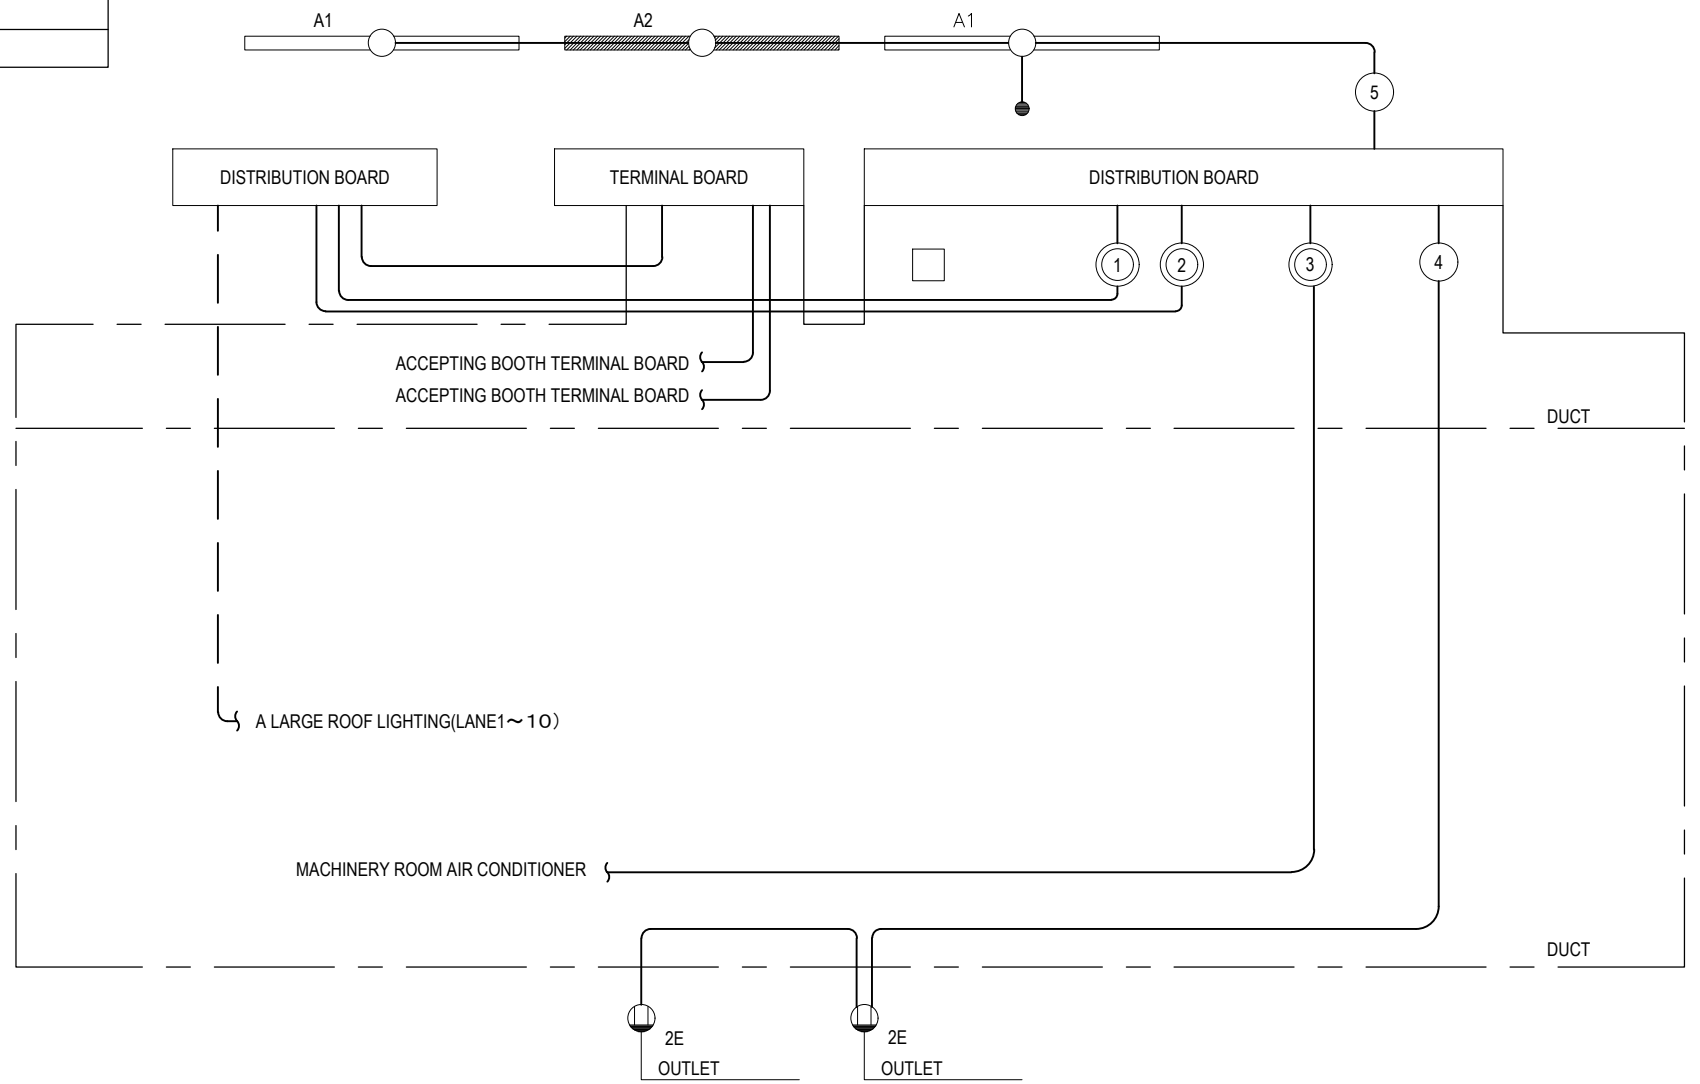 A1
A2
A1
5
DISTRIBUTION BOARD
TERMINAL BOARD
DISTRIBUTION BOARD
1
2
3
4
ACCEPTING BOOTH TERMINAL BOARD
ACCEPTING BOOTH TERMINAL BOARD
DUCT
A LARGE ROOF LIGHTING(LANE1～10）
MACHINERY ROOM AIR CONDITIONER
DUCT
2E
OUTLET
2E
OUTLET